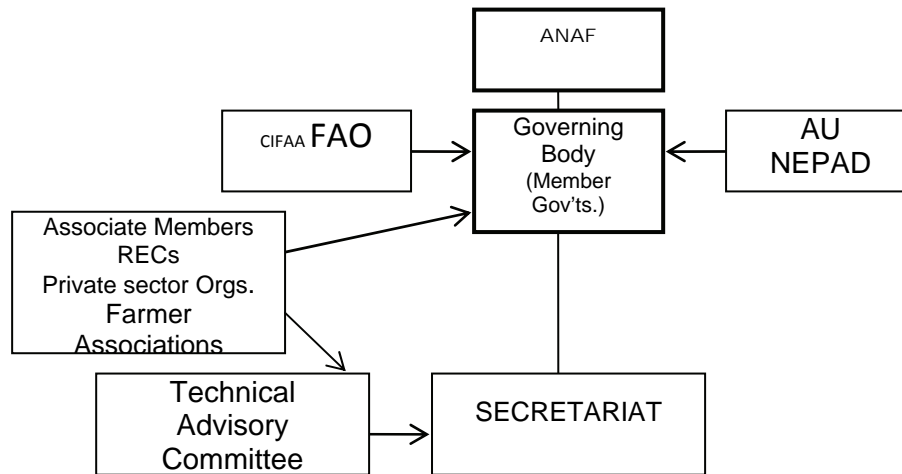 ANAF
CIFAA FAO
Governing
Body
(Member
Gov’ts.)
AU
NEPAD
Associate Members
RECs
Private sector Orgs.
Farmer
Associations
Technical
Advisory
Committee
SECRETARIAT